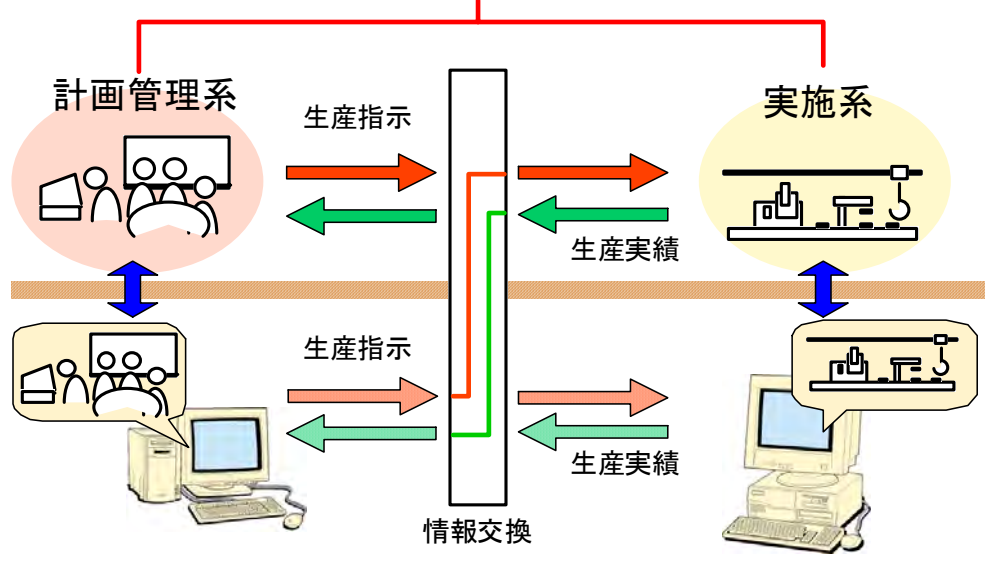 計画管理系
実施系
生産指示
生産実績
生産指示
生産実績
情報交換